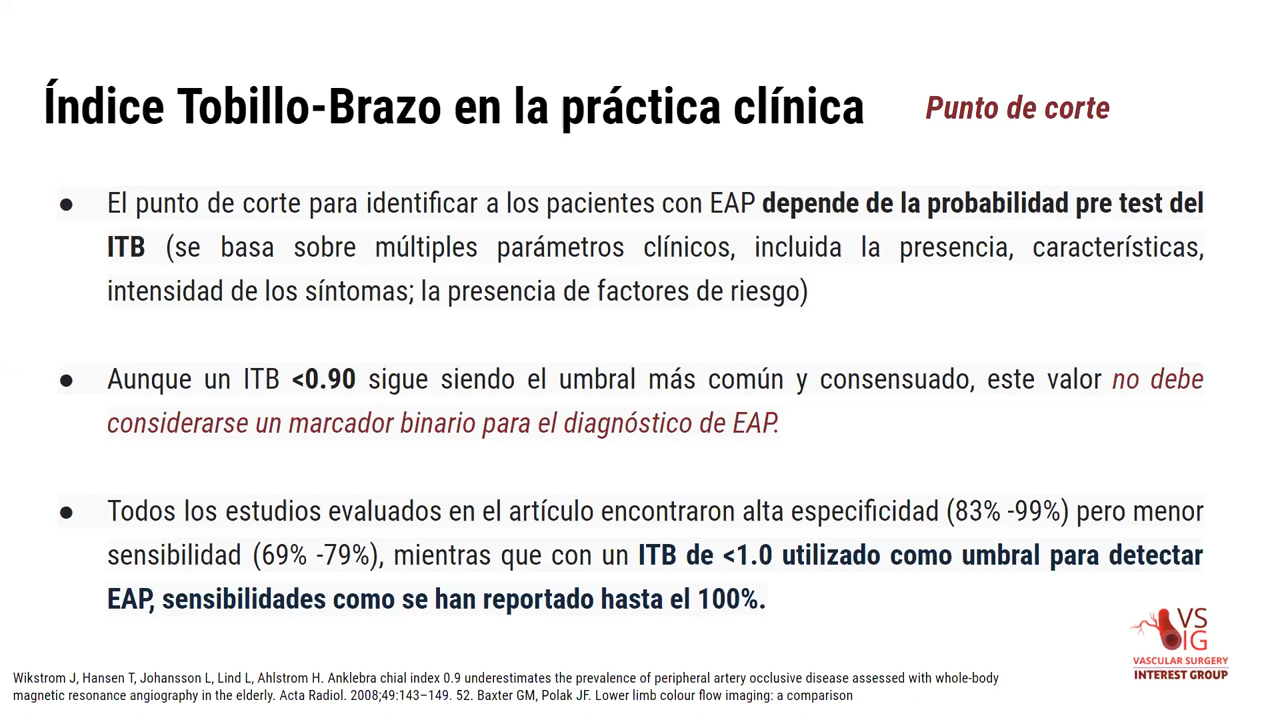 Índice Tobillo-Brazo en la práctica clínica
Punto de corte
● El punto de corte para identificar a los pacientes con EAP depende de la probabilidad pre test del
ITB (se basa sobre múltiples parámetros clínicos, incluida la presencia, características,
intensidad de los síntomas; la presencia de factores de riesgo)
● Aunque un ITB <0.90 sigue siendo el umbral más común y consensuado, este valor no debe
considerarse un marcador binario para el diagnóstico de EAP.
● Todos los estudios evaluados en el artículo encontraron alta especificidad (83% -99%) pero menor
sensibilidad (69% -79%), mientras que con un ITB de <1.0 utilizado como umbral para detectar
EAP, sensibilidades como se han reportado hasta el 100%.
VS
IG
VASCULAR SURGERY
INTEREST GROUP
Wikstrom J, Hansen T, Johansson L, Lind L, Ahlstrom H. Anklebra chial index 0.9 underestimates the prevalence of peripheral artery occlusive disease assessed with whole-body
magnetic resonance angiography in the elderly. Acta Radiol. 2008;49:143–149. 52. Baxter GM, Polak JF. Lower limb colour flow imaging: a comparison